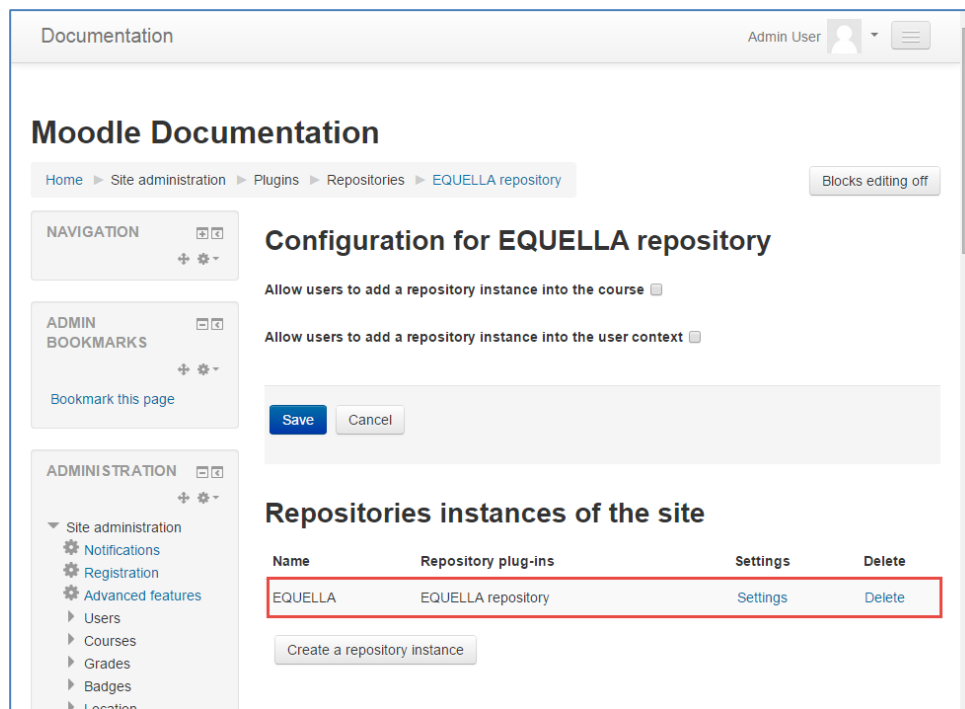 Documentation
Admin User
Moodle Documentation
Home Site administration Plugins Repositories EQUELLA repository
Blocks editing off
NAVIGATION
ADMIN
BOOKMARKS
Bookmark this page
ADMINISTRATION
Site administration
Notifications
Registration
Advanced features
Users
Courses
Grades
Badges
Location
Configuration for EQUELLA repository
Allow users to add a repository instance into the course
Allow users to add a repository instance into the user context
Save Cancel
Repositories instances of the site
Name Repository plug-ins Settings Delete
EQUELLA EQUELLA repository Settings Delete
Create a repository instance